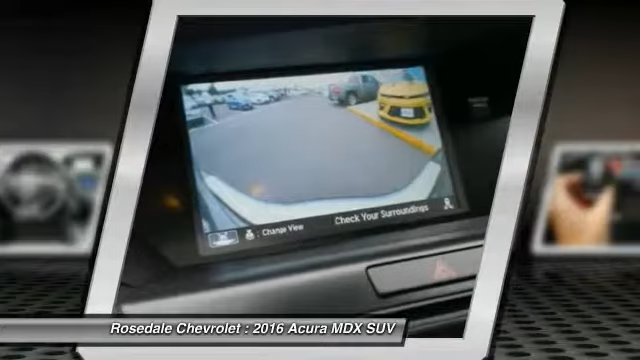 : Change View
Check Your Surroundings
Rosedale Chevrolet : 2016 Acura MDX SUV